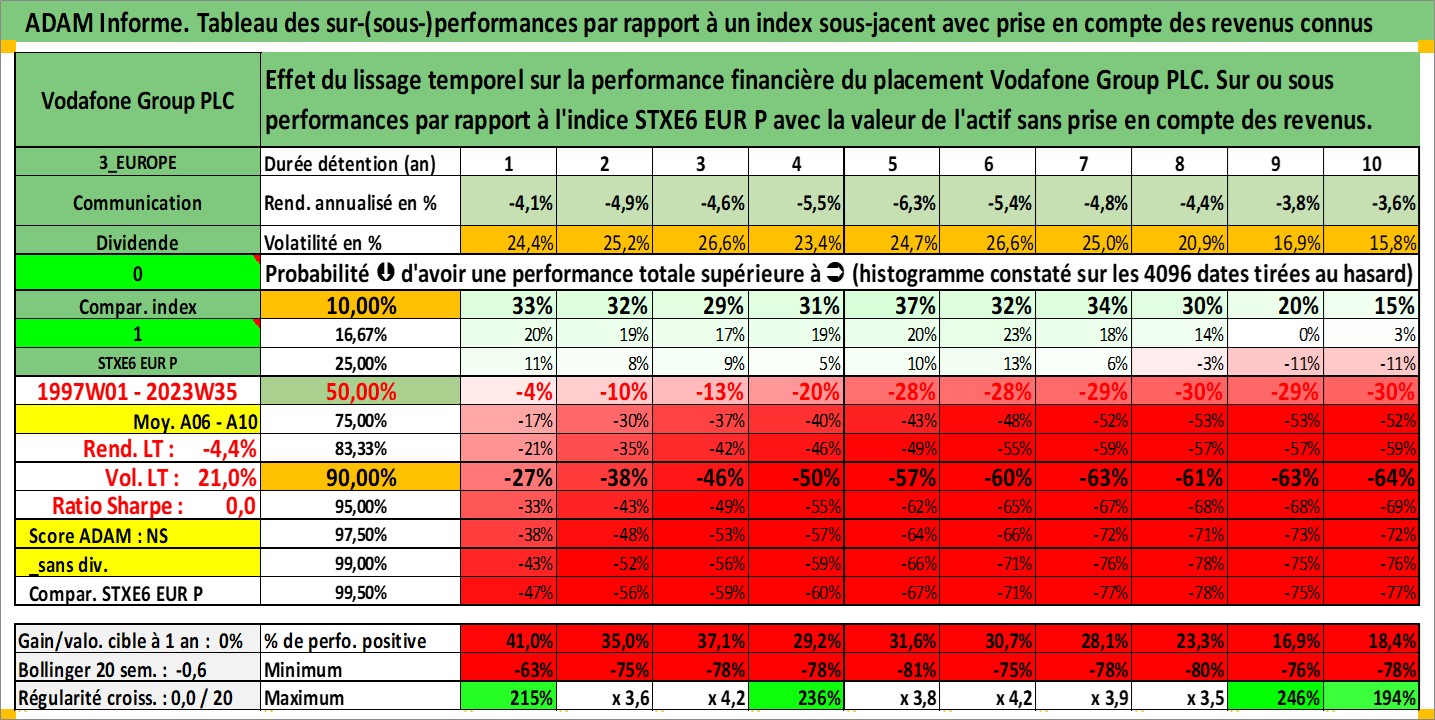 ADAM Informe. Tableau des sur-(sous-)performances par rapport à un index sous-jacent avec prise en compte des revenus connus
Vodafone Group PLC
Effet du lissage temporel sur la performance financière du placement Vodafone Group PLC. Sur ou sous
performances par rapport à l'indice STXE6 EUR P avec la valeur de l'actif sans prise en compte des revenus.
3_EUROPE Durée détention (an) 1 2 3 4 5 6 7 8 9 10
Communication Rend. annualisé en % -4,1% -4,9% -4,6% -5,5% -6,3% -5,4% -4,8% -4,4% -3,8% -3,6%
Dividende Volatilité en % 24,4% 25,2% 26,6% 23,4% 24,7% 26,6% 25,0% 20,9% 16,9% 15,8%
0 Probabilité ⬇ d'avoir une performance totale supérieure à ➲ (histogramme constaté sur les 4096 dates tirées au hasard)
Compar. index 10,00% 33% 32% 29% 31% 37% 32% 34% 30% 20% 15%
1 16,67% 20% 19% 17% 19% 20% 23% 18% 14% 0% 3%
STXE6 EUR P 25,00% 11% 8% 9% 5% 10% 13% 6% -3% -11% -11%
1997W01 - 2023W35 50,00% -4% -10% -13% -20% -28% -28% -29% -30% -29% -30%
Moy. A06 - A10 75,00% -17% -30% -37% -40% -43% -48% -52% -53% -53% -52%
Rend. LT : -4,4% 83,33% -21% -35% -42% -46% -49% -55% -59% -57% -57% -59%
Vol. LT : 21,0% 90,00% -27% -38% -46% -50% -57% -60% -63% -61% -63% -64%
Ratio Sharpe : 0,0 95,00% -33% -43% -49% -55% -62% -65% -67% -68% -68% -69%
Score ADAM : NS 97,50% -38% -48% -53% -57% -64% -66% -72% -71% -73% -72%
_sans div. 99,00% -43% -52% -56% -59% -66% -71% -76% -78% -75% -76%
Compar. STXE6 EUR P 99,50% -47% -56% -59% -60% -67% -71% -77% -78% -75% -77%
Gain/valo. cible à 1 an : 0% % de perfo. positive 41,0% 35,0% 37,1% 29,2% 31,6% 30,7% 28,1% 23,3% 16,9% 18,4%
Bollinger 20 sem. : -0,6 Minimum -63% -75% -78% -78% -81% -75% -78% -80% -76% -78%
Régularité croiss. : 0,0 / 20 Maximum 215% x 3,6 x 4,2 236% x 3,8 x 4,2 x 3,9 x 3,5 246% 194%